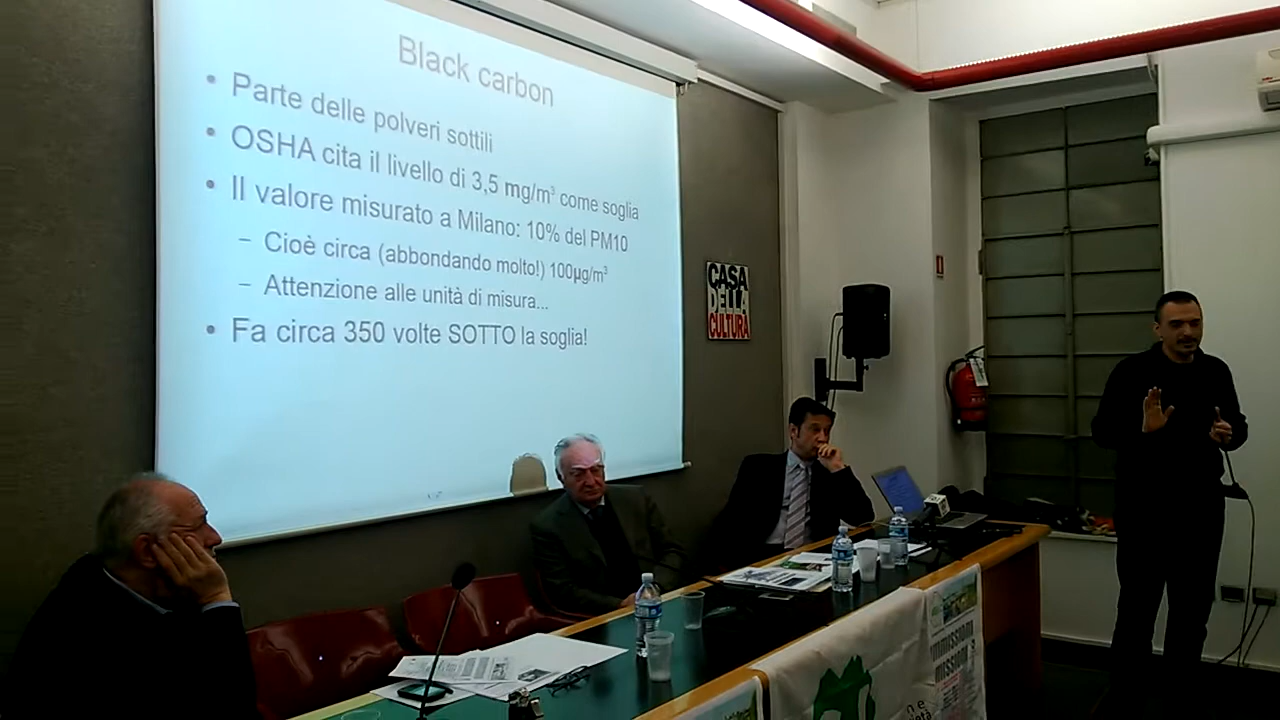 Black carbon
• Parte delle polveri sottili
• OSHA cita il livello di 3,5 mg/m³ come soglia
• Il valore misurato a Milano: 10% del PM10
– Cioè circa (abbondando molto!) 100µg/m³
– Attenzione alle unità di misura...
• Fa circa 350 volte SOTTO la soglia!
CASA
DELLA
CULTURA